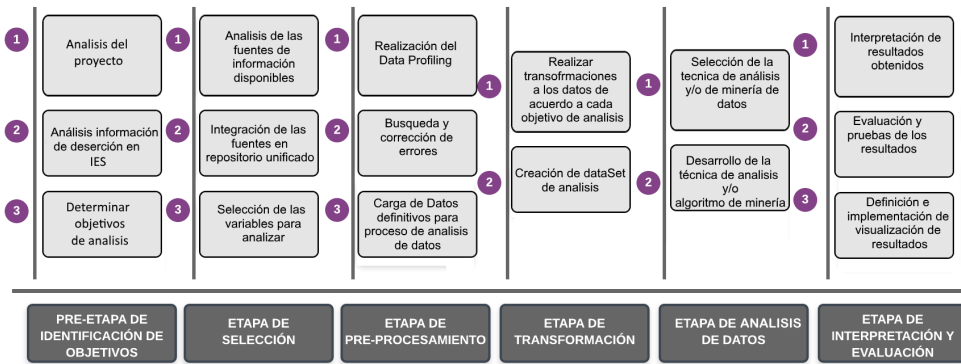 1
Analisis del
proyecto
2
Análisis información
de deserción en
IES
3
Determinar
objetivos
de analisis
1
Analisis de las
fuentes de
información
disponibles
2
Integración de las
fuentes en
repositorio unificado
3
Selección de las
variables para
analizar
1
Realización del
Data Profiling
2
Busqueda y
corrección de
errores
3
Carga de Datos
definitivos para
proceso de analisis
de datos
1
Realizar
transofrmaciones
a los datos de
acuerdo a cada
objetivo de analisis
2
Creación de dataSet
de analisis
1
Selección de la
tecnica de análisis
y/o de minería de
datos
2
Desarrollo de la
técnica de analisis
y/o
algoritmo de minería
1
Interpretación de
resultados
obtenidos
2
Evaluación y
pruebas de los
resultados
3
Definición e
implementación de
visualización de
resultados
PRE-ETAPA DE
IDENTIFICACIÓN DE
OBJETIVOS
ETAPA DE
SELECCIÓN
ETAPA DE
PRE-PROCESAMIENTO
ETAPA DE
TRANSFORMACIÓN
ETAPA DE ANALISIS
DE DATOS
ETAPA DE
INTERPRETACIÓN Y
EVALUACIÓN